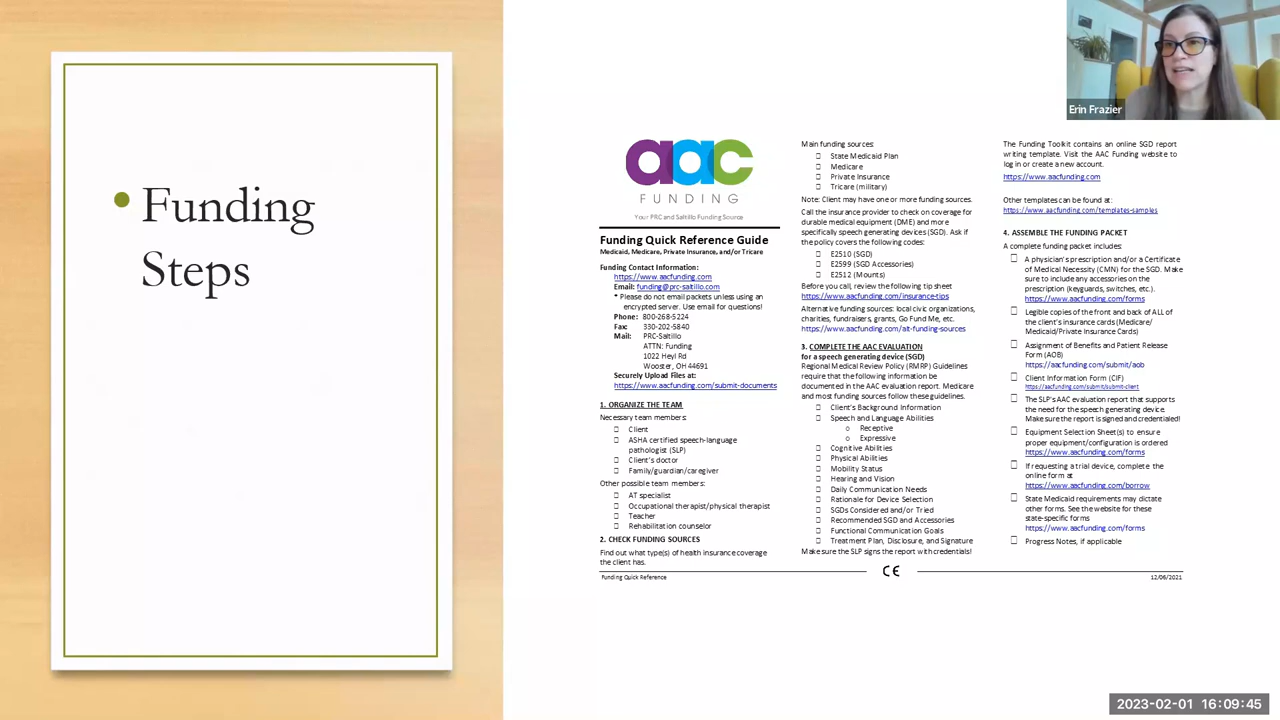 Funding
Steps
aac
FUNDING
Your PRC and Saltillo Funding Source
Funding Quick Reference Guide
Medicaid, Medicare, Private Insurance, and/or Tricare
Funding Contact Information:
https://www.aacfunding.com
Email: funding@prc-saltillo.com
* Please do not email packets unless using an
encrypted server. Use email for questions!
Phone: 800-268-5224
Fax: 330-202-5840
Mail: PRC-Saltillo
ATTN: Funding
1022 Heyl Rd
Wooster, OH 44691
Securely Upload Files at:
https://www.aacfunding.com/submit-documents
1. ORGANIZE THE TEAM
Necessary team members:
Client
ASHA certified speech-language
pathologist (SLP)
Client's doctor
Family/guardian/caregiver
Other possible team members:
AT specialist
Occupational therapist/physical therapist
Teacher
Rehabilitation counselor
2. CHECK FUNDING SOURCES
Find out what type(s) of health insurance coverage
the client has.
Main funding sources:
State Medicaid Plan
Medicare
Private Insurance
Tricare (military)
Note: Client may have one or more funding sources.
Call the insurance provider to check on coverage for
durable medical equipment (DME) and more
specifically speech generating devices (SGD). Ask if
the policy covers the following codes:
E2510 (SGD)
E2599 (SGD Accessories)
E2512 (Mounts)
Before you call, review the following tip sheet
https://www.aacfunding.com/insurance-tips
Alternative funding sources: local civic organizations,
charities, fundraisers, grants, Go Fund Me, etc.
https://www.aacfunding.com/alt-funding-sources
3. COMPLETE THE AAC EVALUATION
for a speech generating device (SGD)
Regional Medical Review Policy (RMRP) Guidelines
require that the following information be
documented in the AAC evaluation report. Medicare
and most funding sources follow these guidelines.
Client's Background Information
Speech and Language Abilities
o Receptive
o Expressive
Cognitive Abilities
Physical Abilities
Mobility Status
Hearing and Vision
Daily Communication Needs
Rationale for Device Selection
SGDs Considered and/or Tried
Recommended SGD and Accessories
Functional Communication Goals
Treatment Plan, Disclosure, and Signature
Make sure the SLP signs the report with credentials!
The Funding Toolkit contains an online SGD report
writing template. Visit the AAC Funding website to
log in or create a new account.
https://www.aacfunding.com
Other templates can be found at:
https://www.aacfunding.com/templates-samples
4. ASSEMBLE THE FUNDING PACKET
A complete funding packet includes:
A physician's prescription and/or a Certificate
of Medical Necessity (CMN) for the SGD. Make
sure to include any accessories on the
prescription (keyguards, switches, etc.).
https://www.aacfunding.com/forms
Legible copies of the front and back of ALL of
the client's insurance cards (Medicare/
Medicaid/Private Insurance Cards)
Assignment of Benefits and Patient Release
Form (AOB)
https://aacfunding.com/submit/aob
Client Information Form (CIF)
https://aacfunding.com/submit/submit-client
The SLP's AAC evaluation report that supports
the need for the speech generating device.
Make sure the report is signed and credentialed!
Equipment Selection Sheet(s) to ensure
proper equipment/configuration is ordered
https://www.aacfunding.com/forms
If requesting a trial device, complete the
online form at
https://www.aacfunding.com/borrow
State Medicaid requirements may dictate
other forms. See the website for these
state-specific forms
https://www.aacfunding.com/forms
Progress Notes, if applicable
Funding Quick Reference
CE
12/06/2021
Erin Frazier
2023-02-01 16:09:45